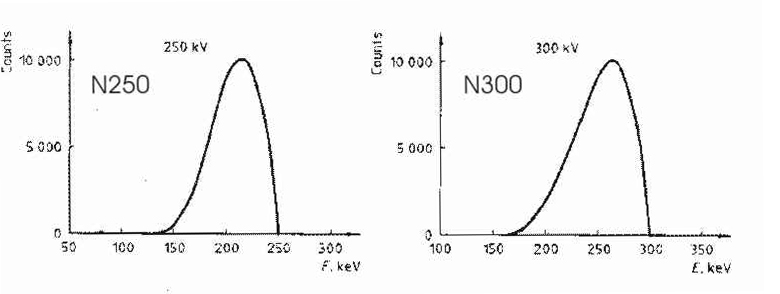 Counts
250 kV
10 000
N250
5 000
0
50 100 150 200 250 300
E, keV
Counts
300 kV
10 000
N300
5 000
0
100 150 200 250 300 350
E, keV